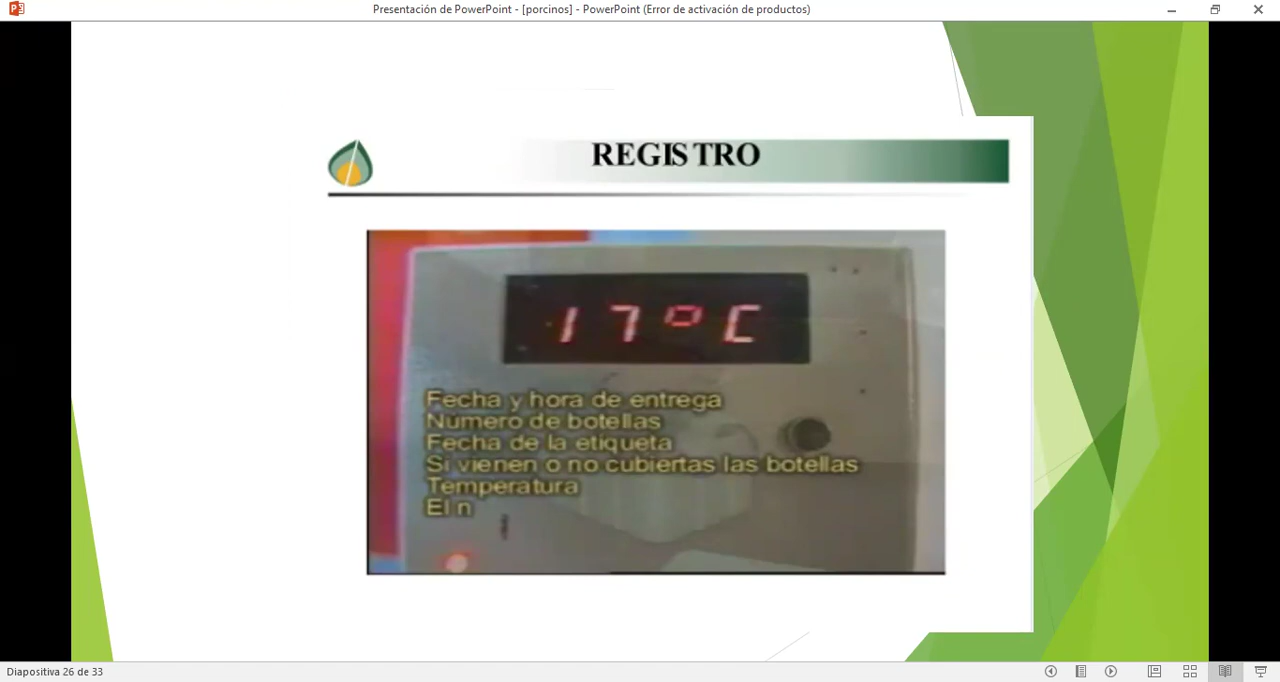 Presentación de PowerPoint - [porcinos] - PowerPoint (Error de activación de productos)
REGISTRO
17°C
Fecha y hora de entrega
Numero de botellas
Fecha de la etiqueta
Si vienen o no cubiertas las botellas
Temperatura
El n
Diapositiva 26 de 33